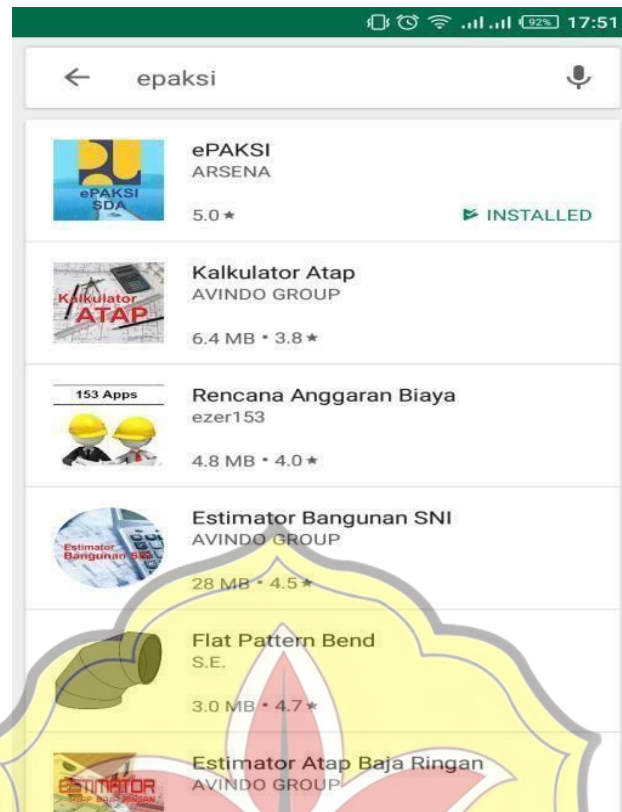 92% 17:51
epaksi
ePAKSI
SDA
ePAKSI
ARSENA
5.0★
INSTALLED
Kalkulator
ATAP
Kalkulator Atap
AVINDO GROUP
6.4 MB • 3.8★
153 Apps
Rencana Anggaran Biaya
ezer153
4.8 MB • 4.0★
Estimator
Bangunan SNI
Estimator Bangunan SNI
AVINDO GROUP
28 MB • 4.5★
Flat Pattern Bend
S.E.
3.0 MB • 4.7★
ESTIMATOR
ATAP BAJA RINGAN
Estimator Atap Baja Ringan
AVINDO GROUP